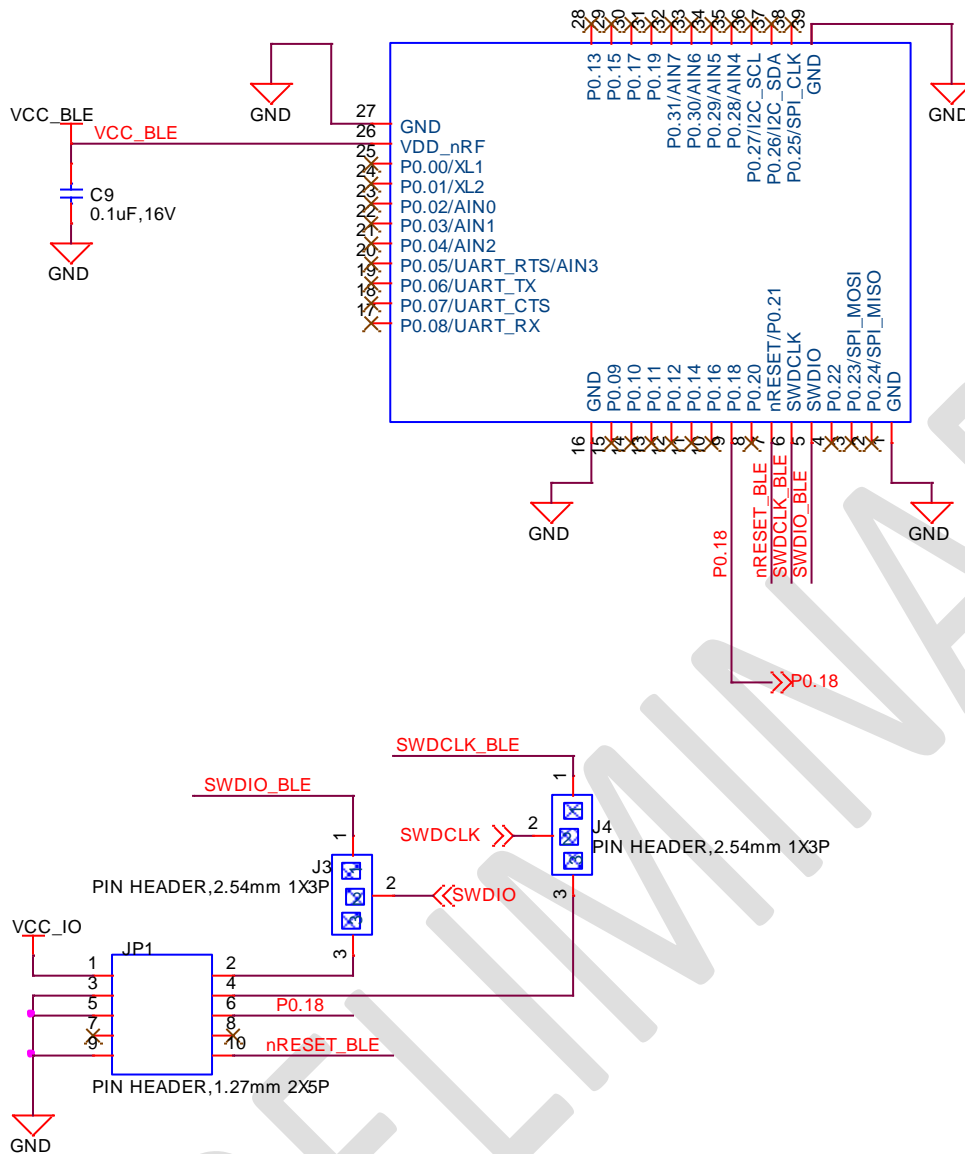 28
29
30
31
32
33
34
35
36
37
38
39
P0.13
P0.15
P0.17
P0.19
P0.31/AIN7
P0.30/AIN6
P0.29/AIN5
P0.28/AIN4
P0.27/I2C_SCL
P0.26/I2C_SDA
P0.25/SPI_CLK
GND
GND
GND
VCC_BLE
VCC_BLE
27 GND
26 VDD_nRF
25 P0.00/XL1
24 P0.01/XL2
23 P0.02/AIN0
22 P0.03/AIN1
21 P0.04/AIN2
20 P0.05/UART_RTS/AIN3
19 P0.06/UART_TX
18 P0.07/UART_CTS
17 P0.08/UART_RX
C9
0.1uF,16V
GND
GND
P0.09
P0.10
P0.11
P0.12
P0.14
P0.16
P0.18
P0.20
nRESET/P0.21
SWDCLK
SWDIO
P0.22
P0.23/SPI_MOSI
P0.24/SPI_MISO
GND
16
15
14
13
12
11
10
9
8
7
6
5
4
3
2
1
GND
GND
P0.18
nRESET_BLE
SWDCLK_BLE
SWDIO_BLE
P0.18
SWDCLK_BLE
SWDIO_BLE
1
2
3
SWDCLK
J4
PIN HEADER,2.54mm 1X3P
1
2
3
J3
PIN HEADER,2.54mm 1X3P
SWDIO
VCC_IO
JP1
1 2
3 4
5 6
7 8
9 10
P0.18
nRESET_BLE
PIN HEADER,1.27mm 2X5P
GND